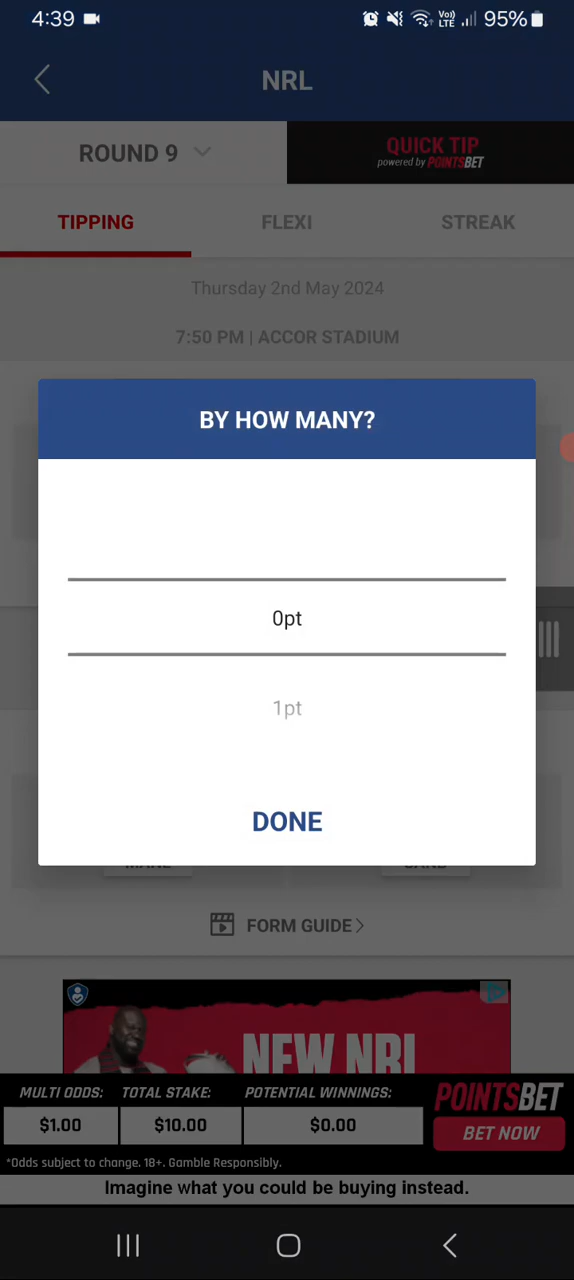 4:39
Vo))
LTE
95%
NRL
ROUND 9
QUICK TIP
powered by POINTSBET
TIPPING
FLEXI
STREAK
Thursday 2nd May 2024
7:50 PM | ACCOR STADIUM
BY HOW MANY?
0pt
1pt
DONE
FORM GUIDE
NEW NRL
MULTI ODDS:
TOTAL STAKE:
POTENTIAL WINNINGS:
POINTSBET
$1.00
$10.00
$0.00
BET NOW
*Odds subject to change. 18+. Gamble Responsibly.
Imagine what you could be buying instead.